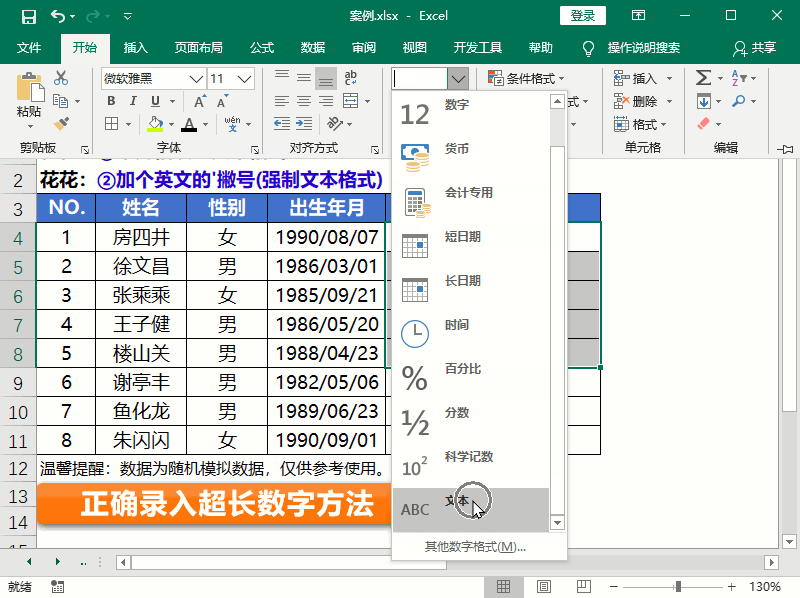 案例.xlsx - Excel
登录
文件 开始 插入 页面布局 公式 数据 审阅 视图 开发工具 帮助 操作说明搜索 共享
粘贴
微软雅黑 11
B I U A A
A wén 文
ab
条件格式
式
插入
删除
格式
剪贴板 字体 对齐方式 单元格 编辑
数字
货币
会计专用
短日期
长日期
时间
百分比
分数
科学记数
文本
其他数字格式(M)...
12
%
½
10²
ABC
2 花花：②加个英文的'撇号(强制文本格式)
3 NO. 姓名 性别 出生年月
4 1 房四井 女 1990/08/07
5 2 徐文昌 男 1986/03/01
6 3 张乘乘 女 1985/09/21
7 4 王子健 男 1986/05/20
8 5 楼山关 男 1988/04/23
9 6 谢亭丰 男 1982/05/06
10 7 鱼化龙 男 1989/06/23
11 8 朱闪闪 女 1990/09/01
12 温馨提醒：数据为随机模拟数据，仅供参考使用。
13
14
正确录入超长数字方法
就绪
130%